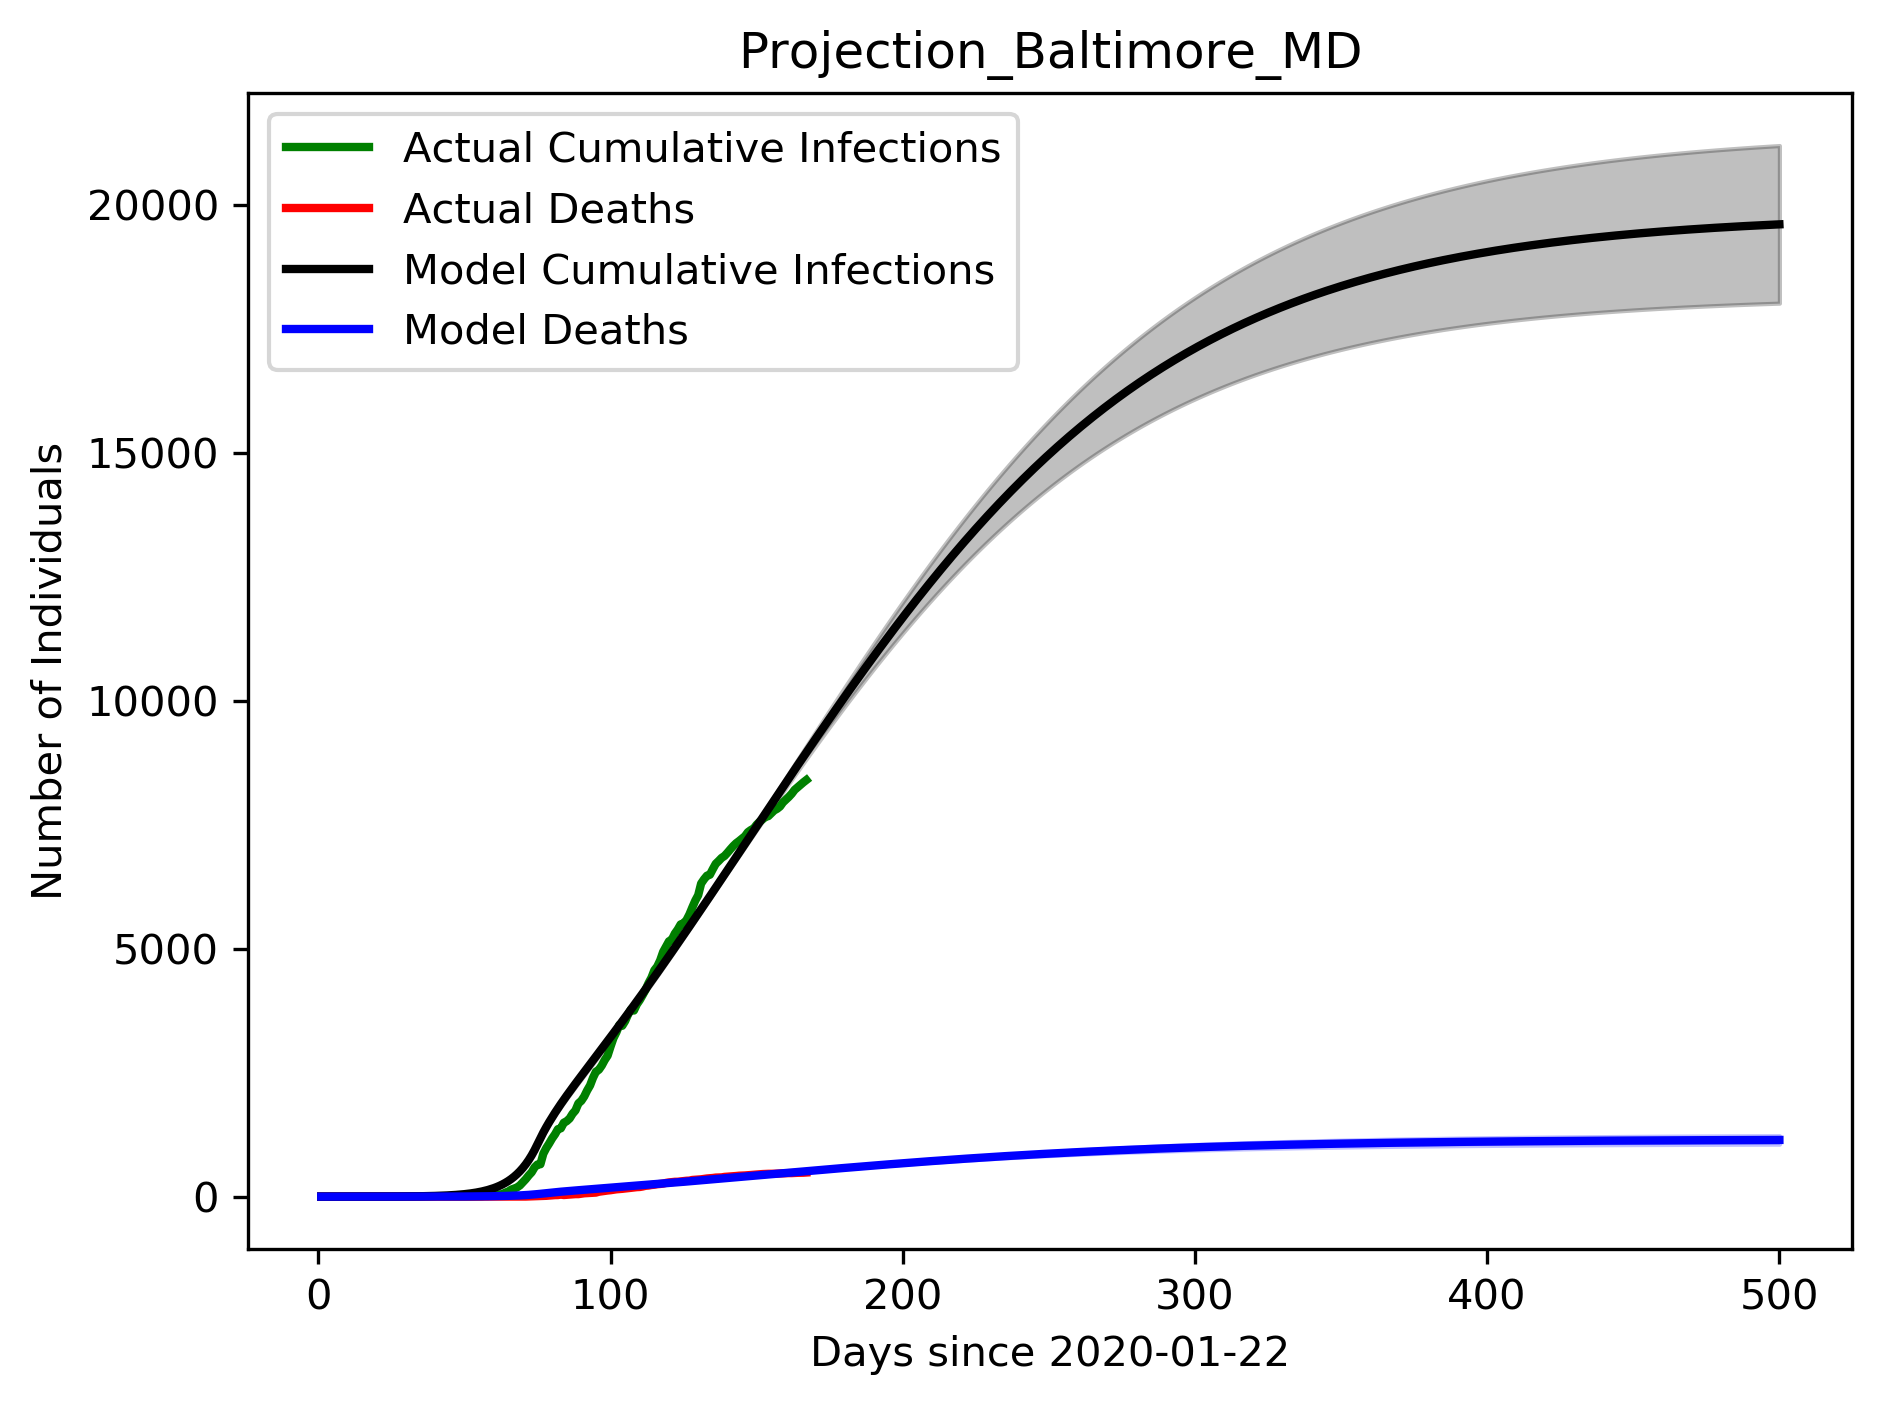 Projection_Baltimore_MD
Actual Cumulative Infections
Actual Deaths
Model Cumulative Infections
Model Deaths
Number of Individuals
20000
15000
10000
5000
0
0 100 200 300 400 500
Days since 2020-01-22